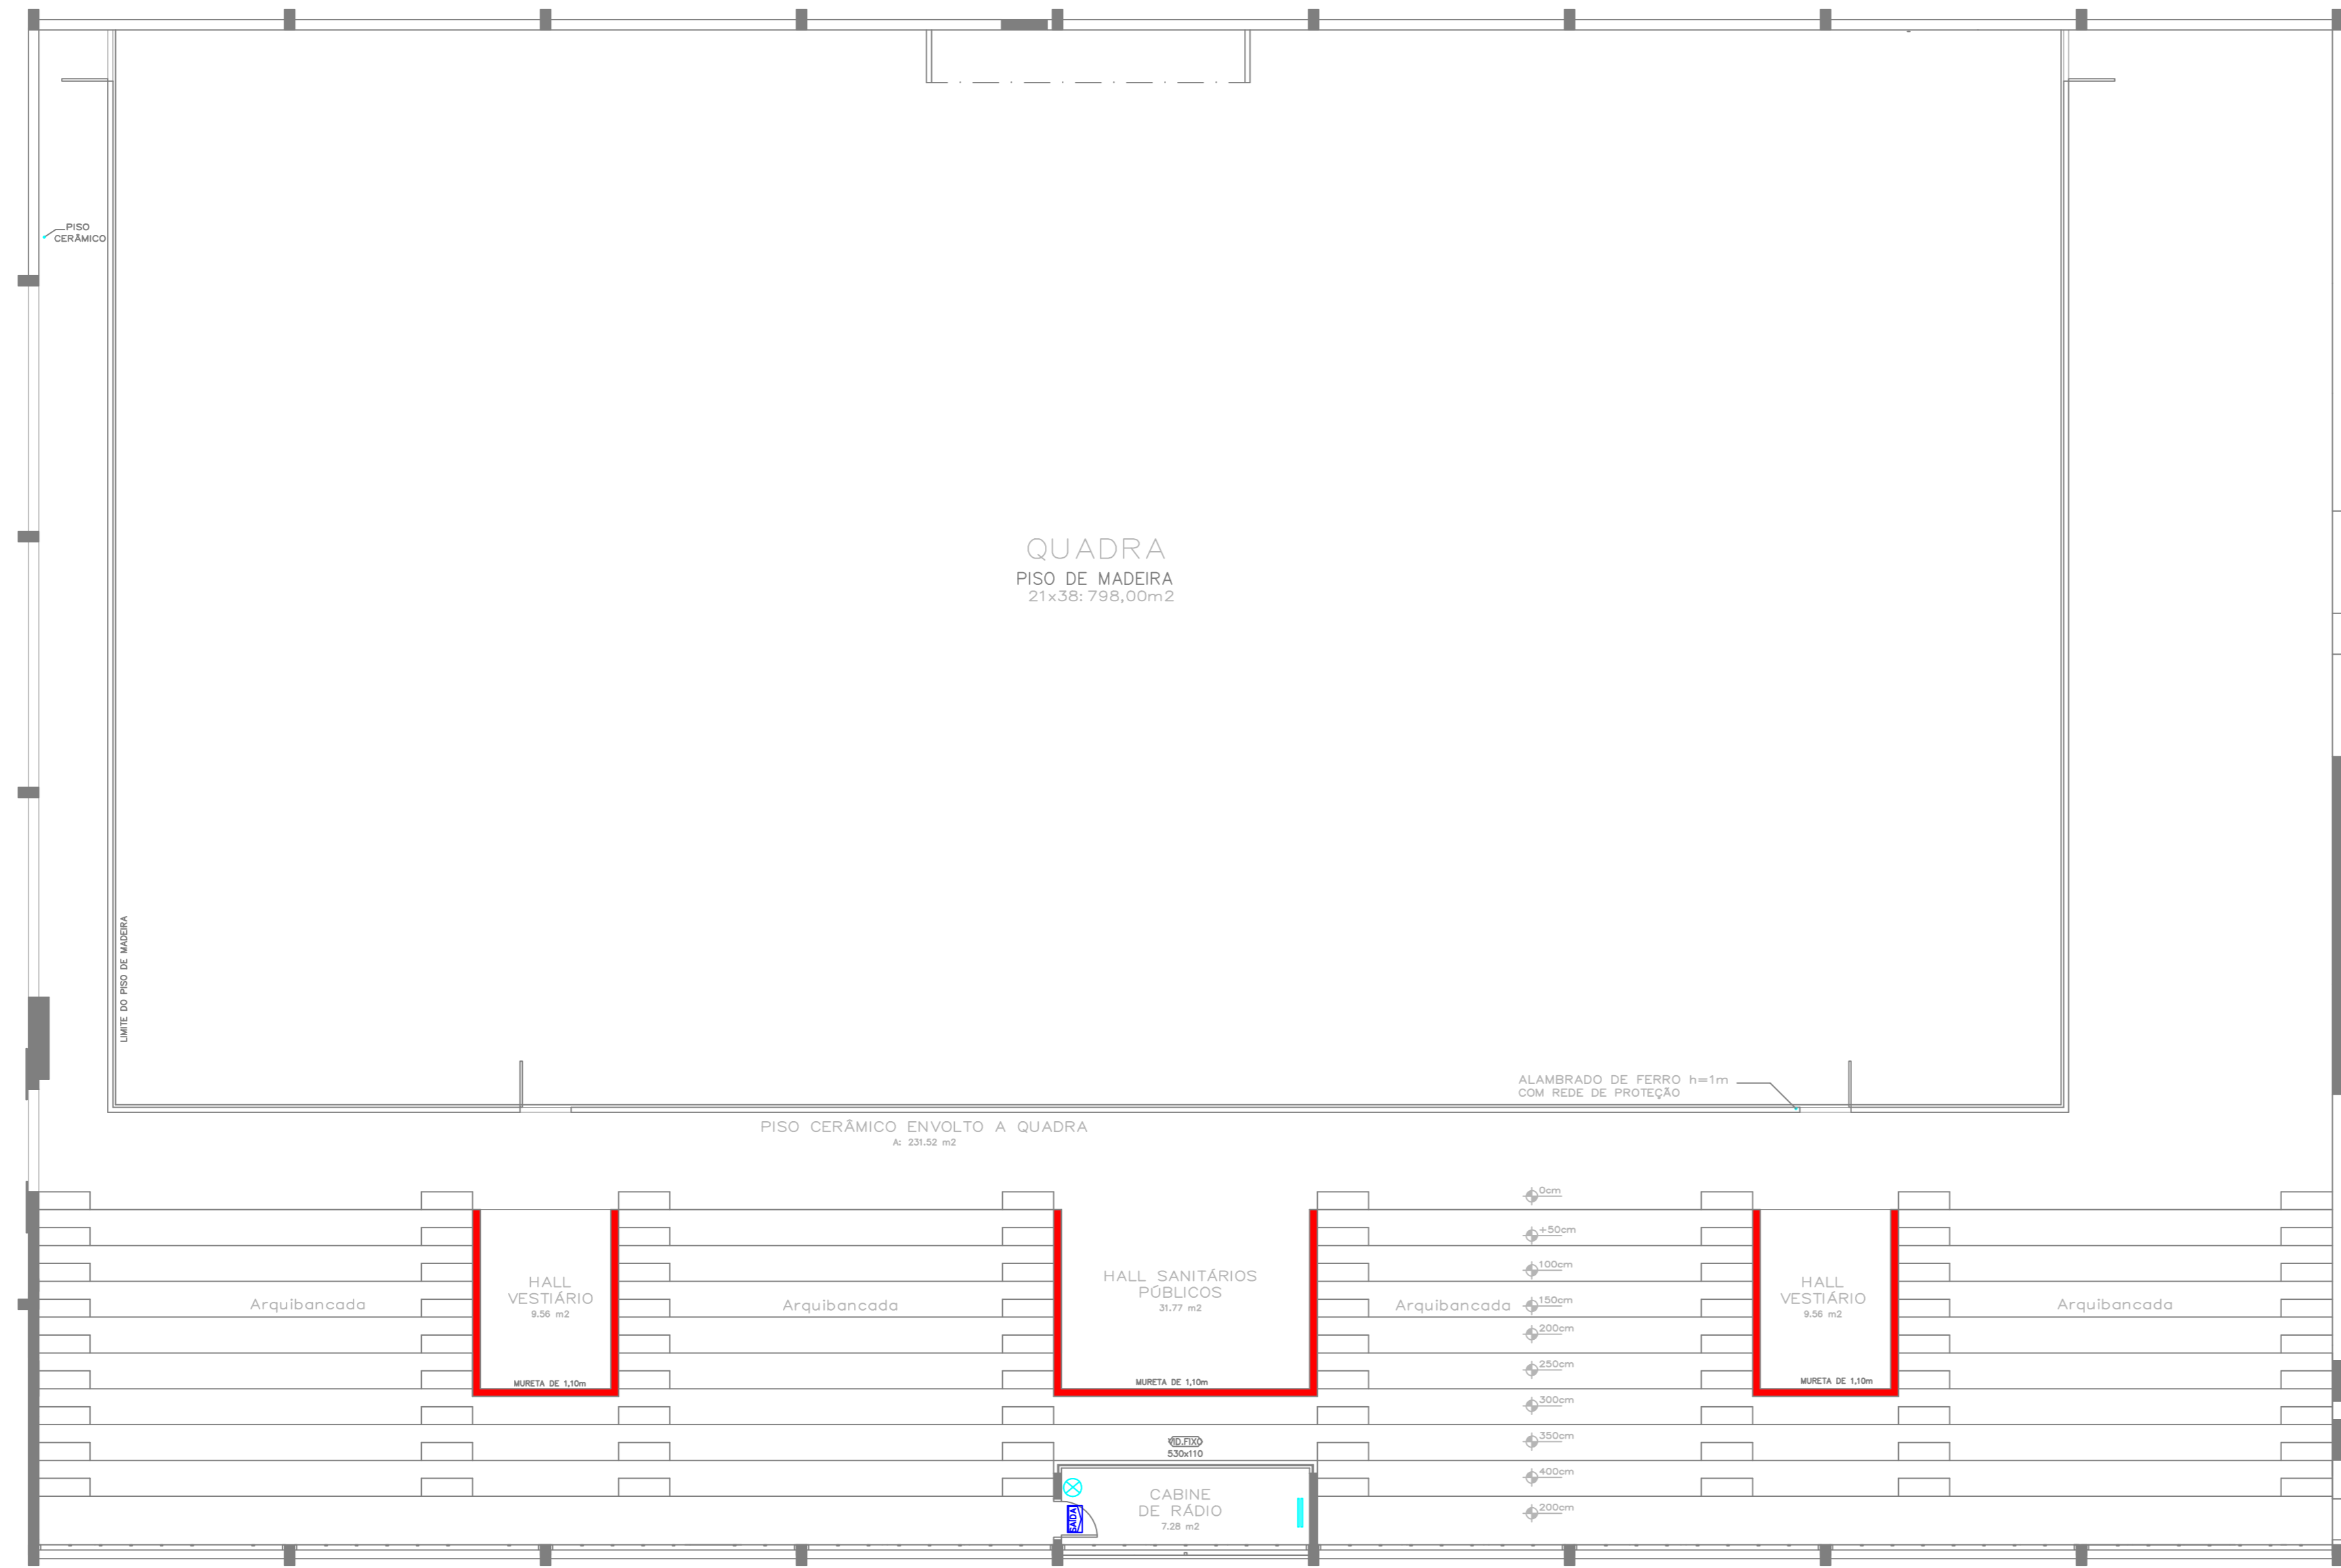 PISO
CERÂMICO
QUADRA
PISO DE MADEIRA
21x38: 798,00m2
LIMITE DO PISO DE MADEIRA
ALAMBRADO DE FERRO h=1m
COM REDE DE PROTEÇÃO
PISO CERÂMICO ENVOLTO A QUADRA
A: 231.52 m2
0cm
+50cm
100cm
150cm
200cm
250cm
300cm
350cm
400cm
200cm
Arquibancada
HALL
VESTIÁRIO
9.56 m2
MURETA DE 1,10m
Arquibancada
HALL SANITÁRIOS
PÚBLICOS
31.77 m2
MURETA DE 1,10m
Arquibancada
HALL
VESTIÁRIO
9.56 m2
MURETA DE 1,10m
Arquibancada
VID.FIXO
530x110
CABINE
DE RÁDIO
7.28 m2
SAÍDA